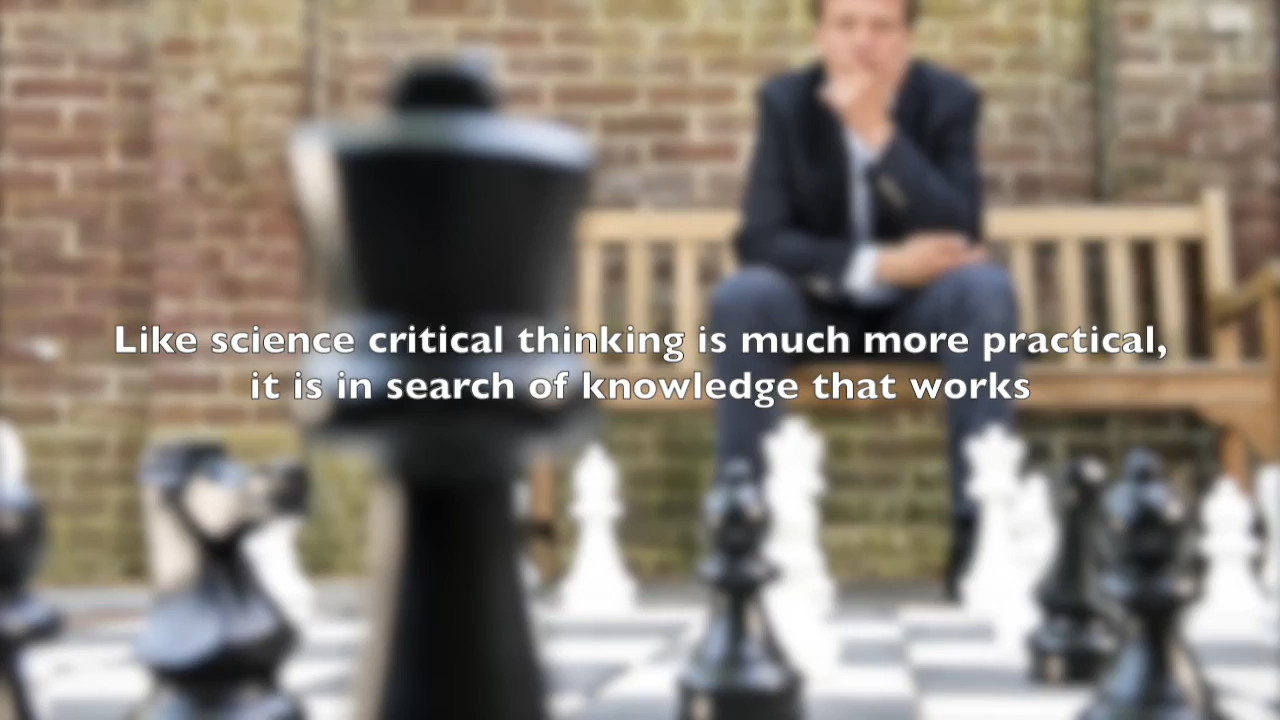 Like science critical thinking is much more practical,
it is in search of knowledge that works